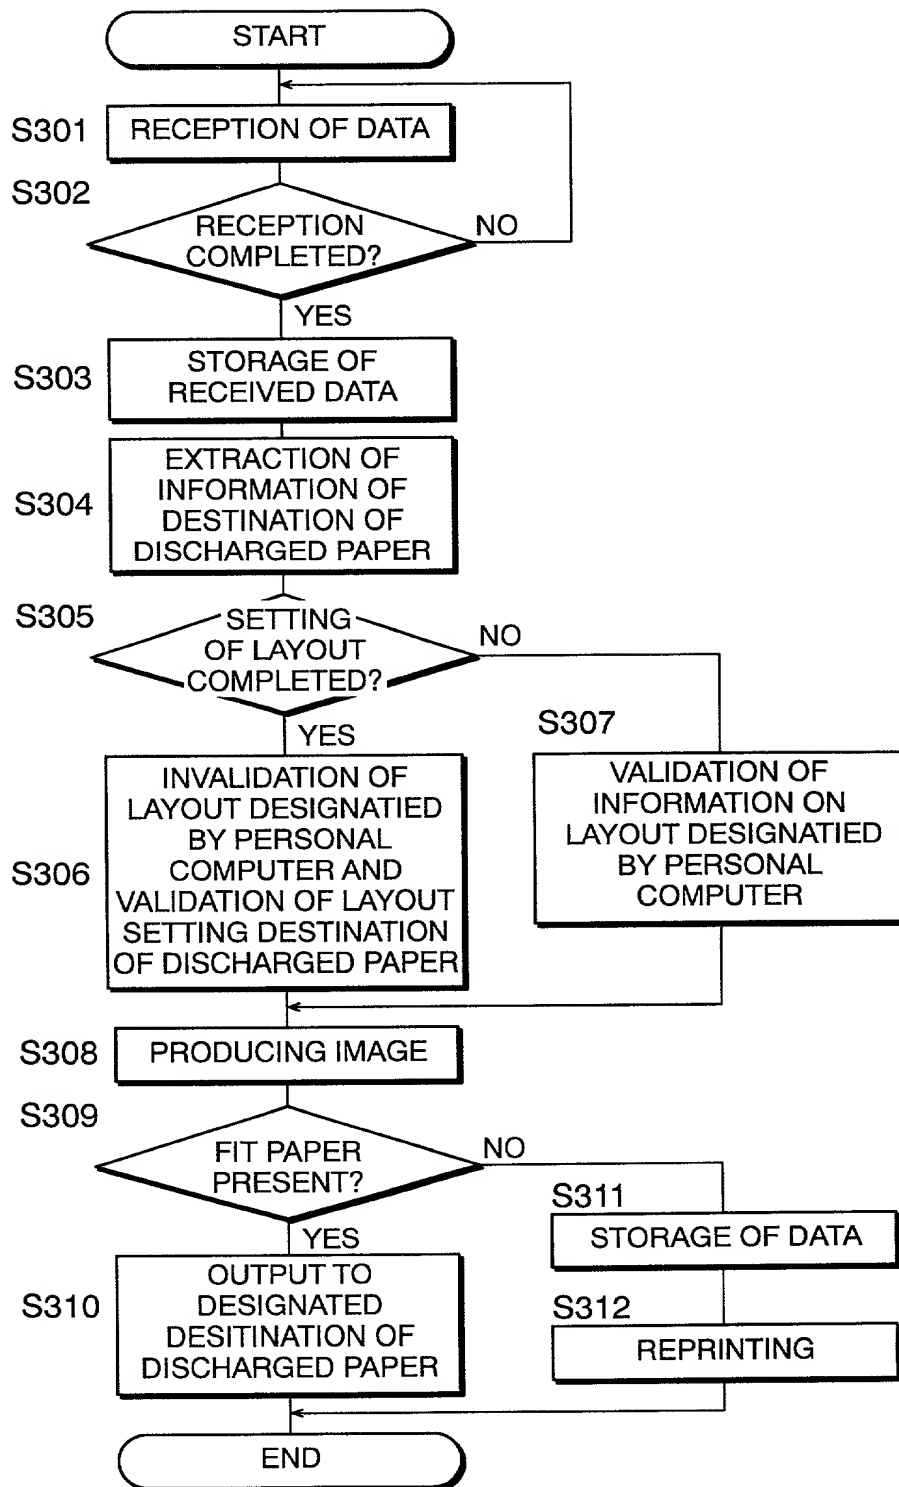 START
S301
RECEPTION OF DATA
S302
RECEPTION
COMPLETED?
NO
YES
S303
STORAGE OF
RECEIVED DATA
S304
EXTRACTION OF
INFORMATION OF
DESTINATION OF
DISCHARGED PAPER
S305
SETTING
OF LAYOUT
COMPLETED?
NO
YES
S306
INVALIDATION OF
LAYOUT DESIGNATIED
BY PERSONAL
COMPUTER AND
VALIDATION OF LAYOUT
SETTING DESTINATION
OF DISCHARGED PAPER
S307
VALIDATION OF
INFORMATION ON
LAYOUT DESIGNATIED
BY PERSONAL
COMPUTER
S308
PRODUCING IMAGE
S309
FIT PAPER
PRESENT?
NO
YES
S310
OUTPUT TO
DESIGNATED
DESITINATION OF
DISCHARGED PAPER
S311
STORAGE OF DATA
S312
REPRINTING
END